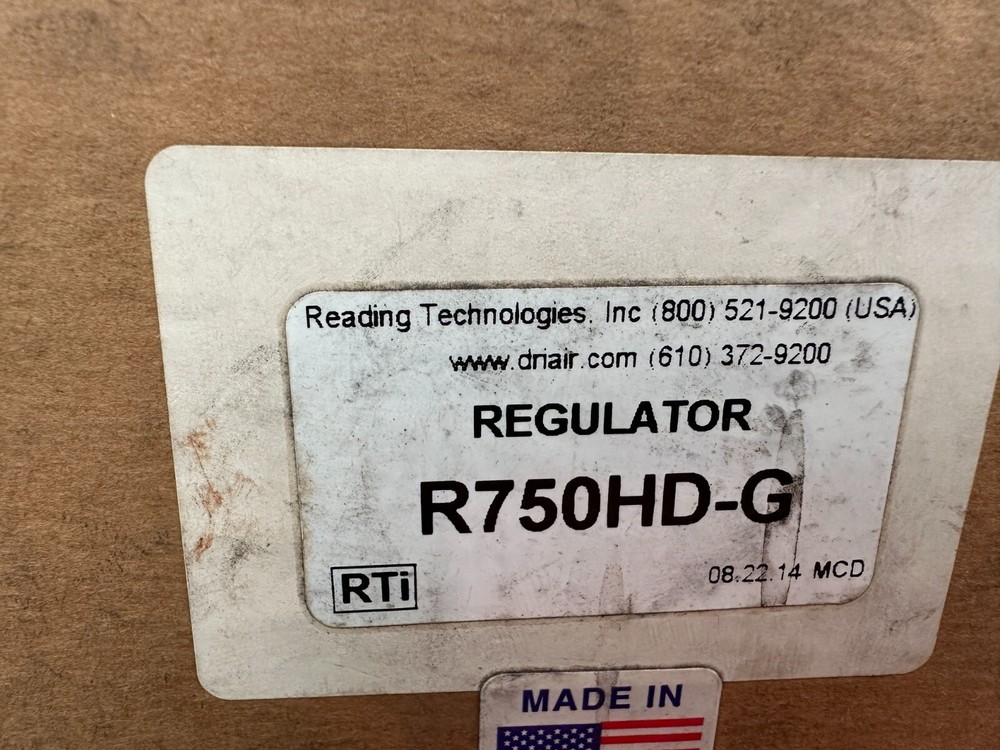 Reading Technologies, Inc (800) 521-9200 (USA)
www.driair.com (610) 372-9200
REGULATOR
R750HD-G
RTi
08.22.14 MCD
MADE IN